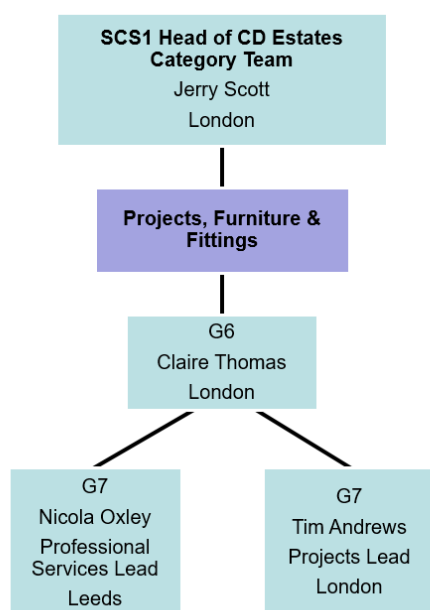 SCS1 Head of CD Estates
Category Team
Jerry Scott
London
Projects, Furniture &
Fittings
G6
Claire Thomas
London
G7
Nicola Oxley
Professional
Services Lead
Leeds
G7
Tim Andrews
Projects Lead
London